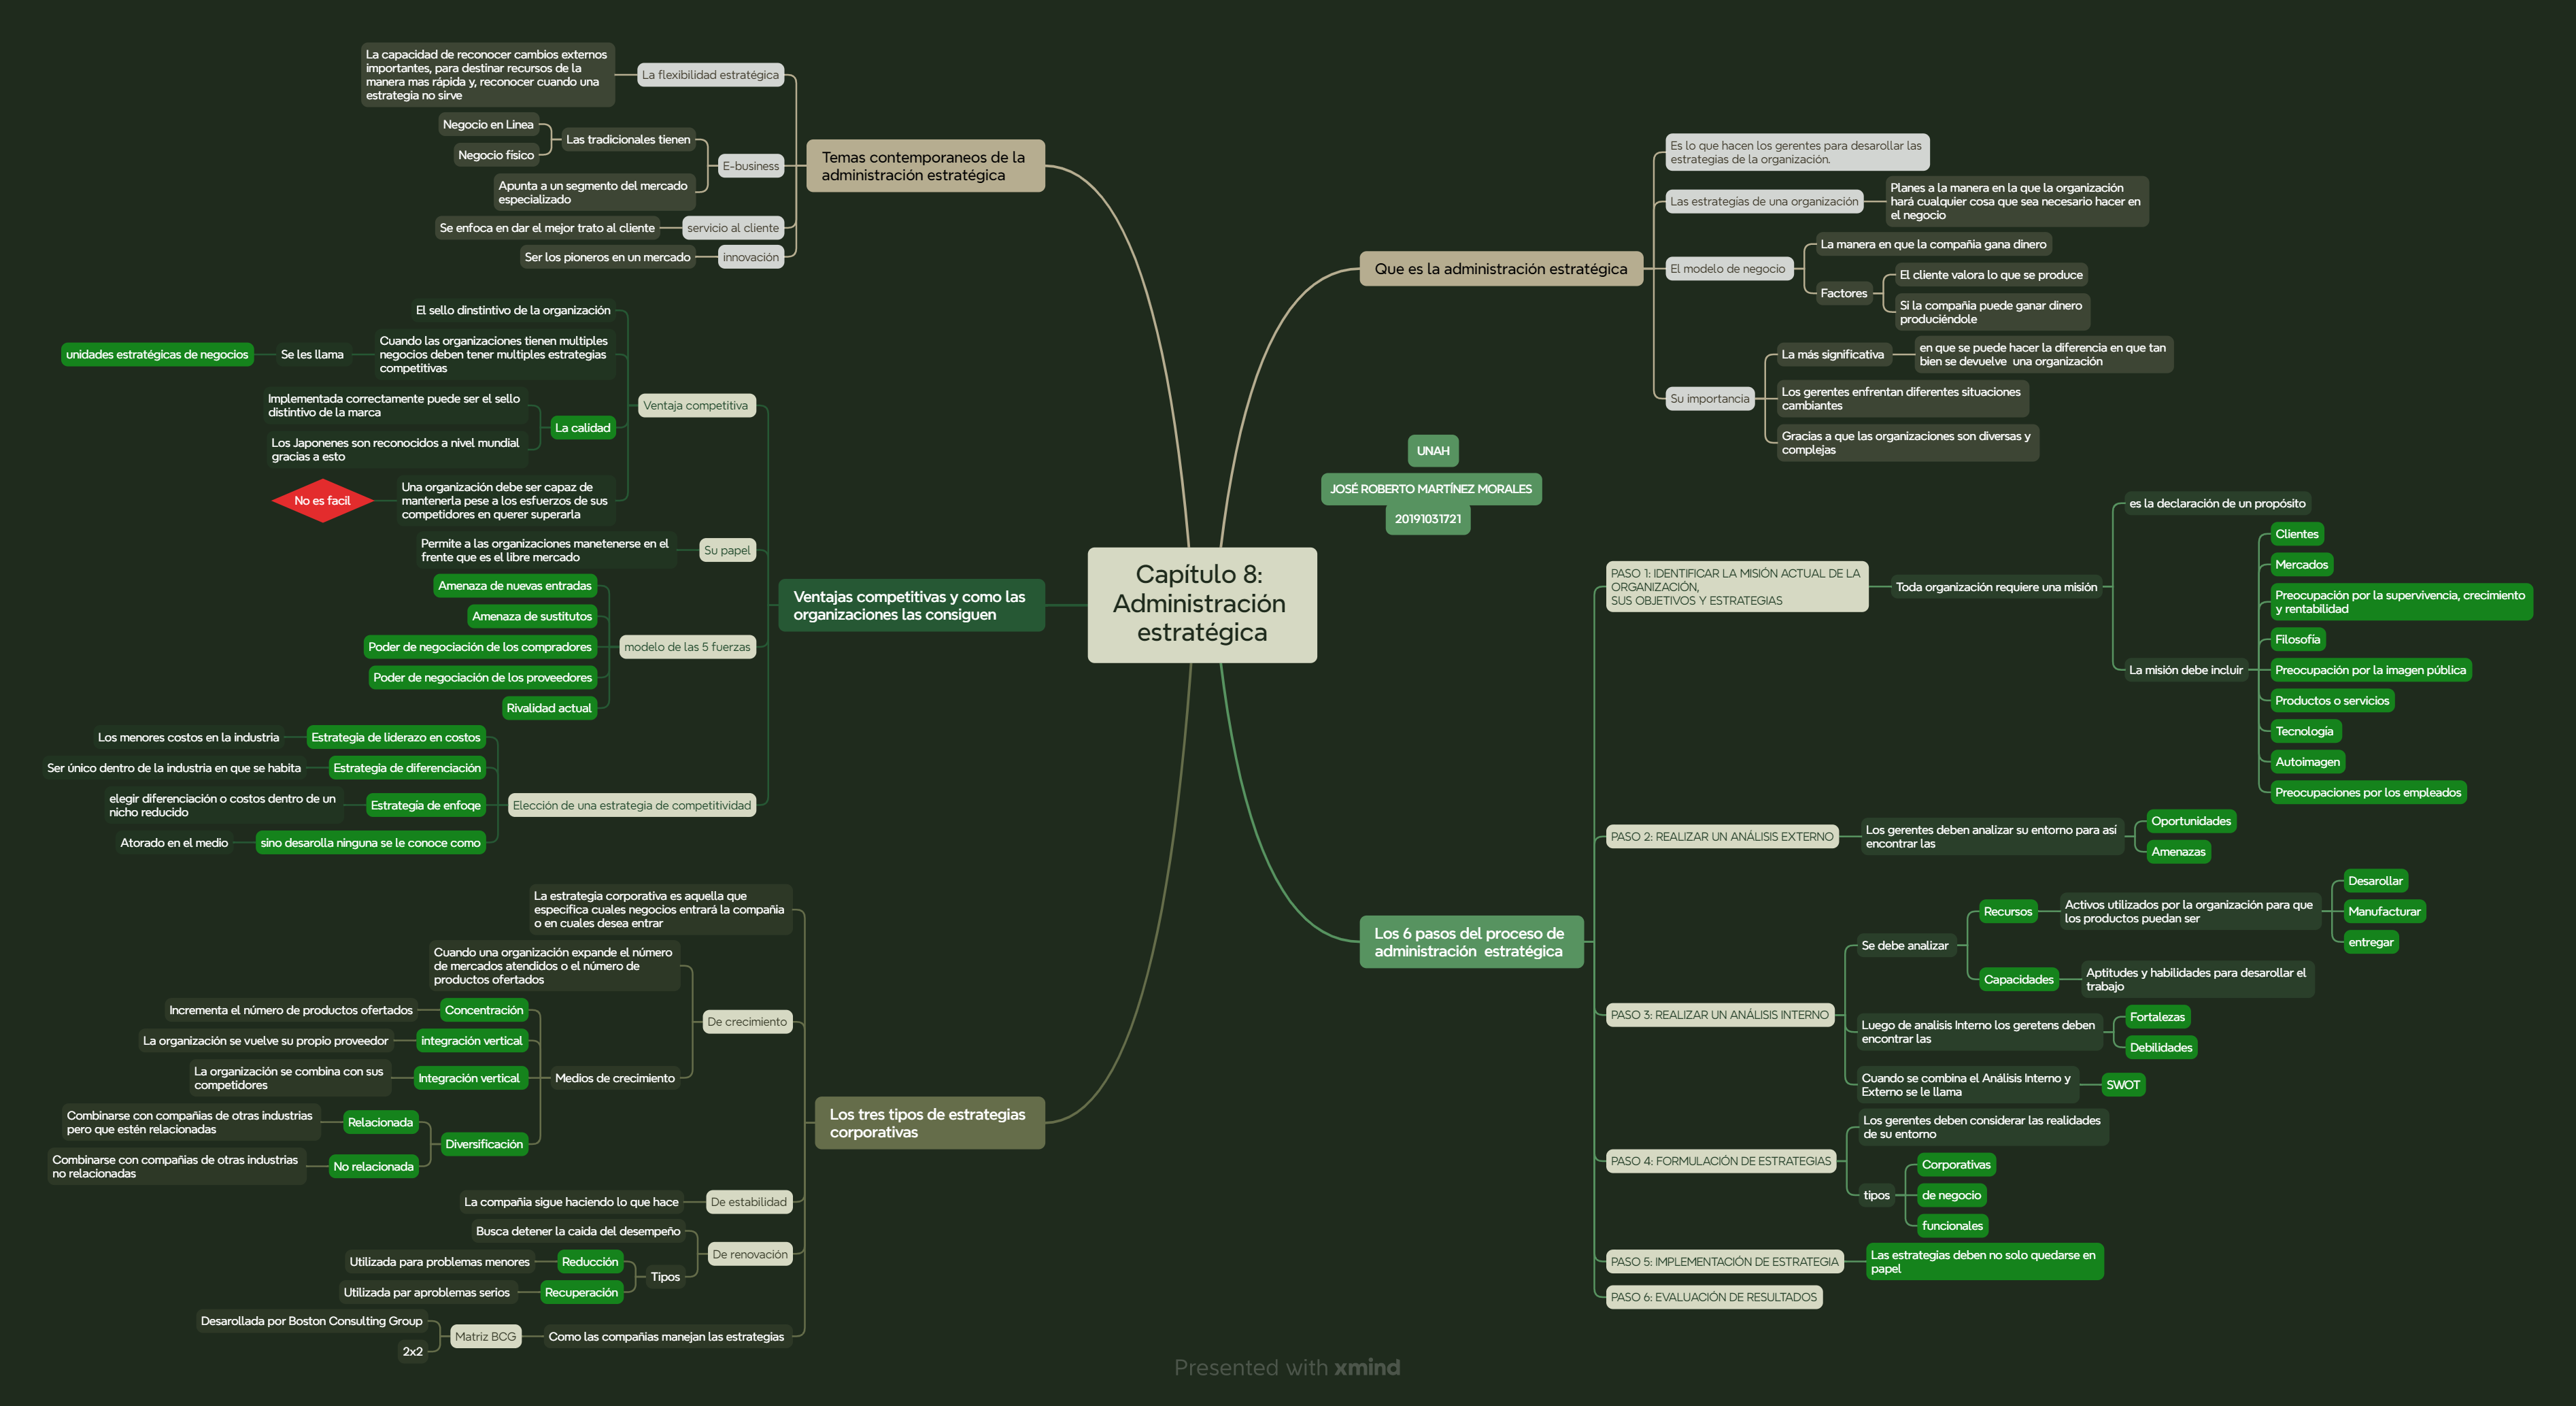 Capítulo 8:
Administración
estratégica
UNAH
JOSÉ ROBERTO MARTÍNEZ MORALES
20191031721
Que es la administración estratégica
Es lo que hacen los gerentes para desarollar las
estrategias de la organización.
Las estrategias de una organización
Planes a la manera en la que la organización
hará cualquier cosa que sea necesario hacer en
el negocio
El modelo de negocio
La manera en que la compañia gana dinero
Factores
El cliente valora lo que se produce
Si la compañia puede ganar dinero
produciéndole
Su importancia
La más significativa
en que se puede hacer la diferencia en que tan
bien se devuelve una organización
Los gerentes enfrentan diferentes situaciones
cambiantes
Gracias a que las organizaciones son diversas y
complejas
Los 6 pasos del proceso de
administración estratégica
PASO 1: IDENTIFICAR LA MISIÓN ACTUAL DE LA
ORGANIZACIÓN,
SUS OBJETIVOS Y ESTRATEGIAS
Toda organización requiere una misión
es la declaración de un propósito
La misión debe incluir
Clientes
Mercados
Preocupación por la supervivencia, crecimiento
y rentabilidad
Filosofía
Preocupación por la imagen pública
Productos o servicios
Tecnología
Autoimagen
Preocupaciones por los empleados
PASO 2: REALIZAR UN ANÁLISIS EXTERNO
Los gerentes deben analizar su entorno para así
encontrar las
Oportunidades
Amenazas
PASO 3: REALIZAR UN ANÁLISIS INTERNO
Se debe analizar
Recursos
Activos utilizados por la organización para que
los productos puedan ser
Desarollar
Manufacturar
entregar
Capacidades
Aptitudes y habilidades para desarollar el
trabajo
Luego de analisis Interno los geretens deben
encontrar las
Fortalezas
Debilidades
Cuando se combina el Análisis Interno y
Externo se le llama
SWOT
PASO 4: FORMULACIÓN DE ESTRATEGIAS
Los gerentes deben considerar las realidades
de su entorno
tipos
Corporativas
de negocio
funcionales
PASO 5: IMPLEMENTACIÓN DE ESTRATEGIA
Las estrategias deben no solo quedarse en
papel
PASO 6: EVALUACIÓN DE RESULTADOS
Temas contemporaneos de la
administración estratégica
La flexibilidad estratégica
La capacidad de reconocer cambios externos
importantes, para destinar recursos de la
manera mas rápida y, reconocer cuando una
estrategia no sirve
E-business
Las tradicionales tienen
Negocio en Linea
Negocio físico
Apunta a un segmento del mercado
especializado
servicio al cliente
Se enfoca en dar el mejor trato al cliente
innovación
Ser los pioneros en un mercado
Ventajas competitivas y como las
organizaciones las consiguen
Ventaja competitiva
El sello dinstintivo de la organización
Cuando las organizaciones tienen multiples
negocios deben tener multiples estrategias
competitivas
Se les llama
unidades estratégicas de negocios
La calidad
Implementada correctamente puede ser el sello
distintivo de la marca
Los Japonenes son reconocidos a nivel mundial
gracias a esto
Una organización debe ser capaz de
mantenerla pese a los esfuerzos de sus
competidores en querer superarla
No es facil
Su papel
Permite a las organizaciones manetenerse en el
frente que es el libre mercado
modelo de las 5 fuerzas
Amenaza de nuevas entradas
Amenaza de sustitutos
Poder de negociación de los compradores
Poder de negociación de los proveedores
Rivalidad actual
Elección de una estrategia de competitividad
Estrategia de liderazo en costos
Los menores costos en la industria
Estrategia de diferenciación
Ser único dentro de la industria en que se habita
Estrategía de enfoqe
elegir diferenciación o costos dentro de un
nicho reducido
sino desarolla ninguna se le conoce como
Atorado en el medio
Los tres tipos de estrategias
corporativas
La estrategia corporativa es aquella que
especifica cuales negocios entrará la compañia
o en cuales desea entrar
De crecimiento
Cuando una organización expande el número
de mercados atendidos o el número de
productos ofertados
Medios de crecimiento
Concentración
Incrementa el número de productos ofertados
integración vertical
La organización se vuelve su propio proveedor
Integración vertical
La organización se combina con sus
competidores
Diversificación
Relacionada
Combinarse con compañias de otras industrias
pero que estén relacionadas
No relacionada
Combinarse con compañias de otras industrias
no relacionadas
De estabilidad
La compañia sigue haciendo lo que hace
De renovación
Busca detener la caida del desempeño
Tipos
Reducción
Utilizada para problemas menores
Recuperación
Utilizada par aproblemas serios
Como las compañias manejan las estrategias
Matriz BCG
Desarollada por Boston Consulting Group
2x2
Presented with xmind